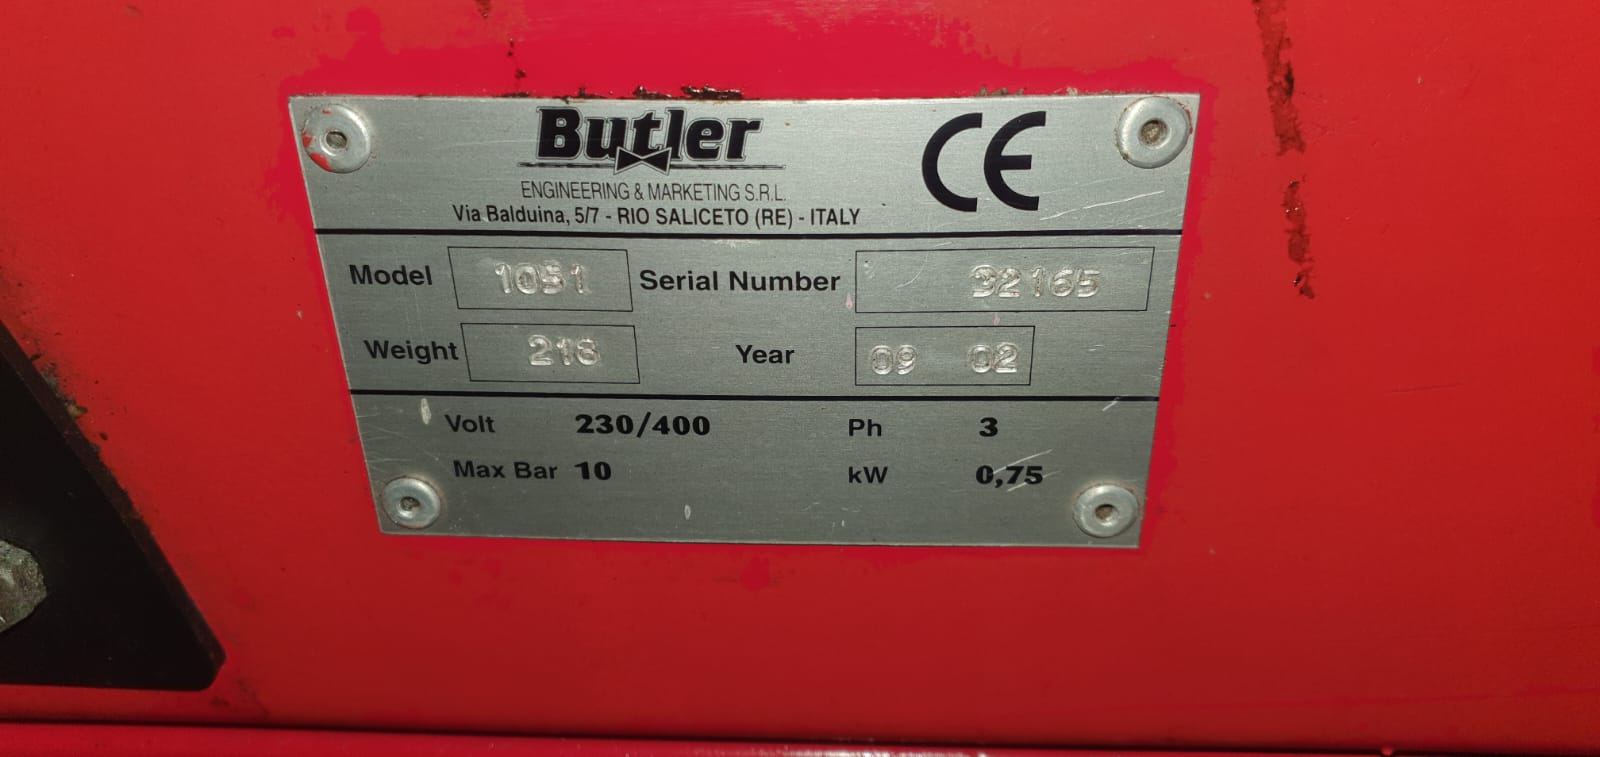 Butler
CE
ENGINEERING & MARKETING S.R.L.
Via Balduina, 5/7 - RIO SALICETO (RE) - ITALY
Model 1051 Serial Number 32165
Weight 218 Year 09 02
Volt 230/400 Ph 3
Max Bar 10 kW 0,75